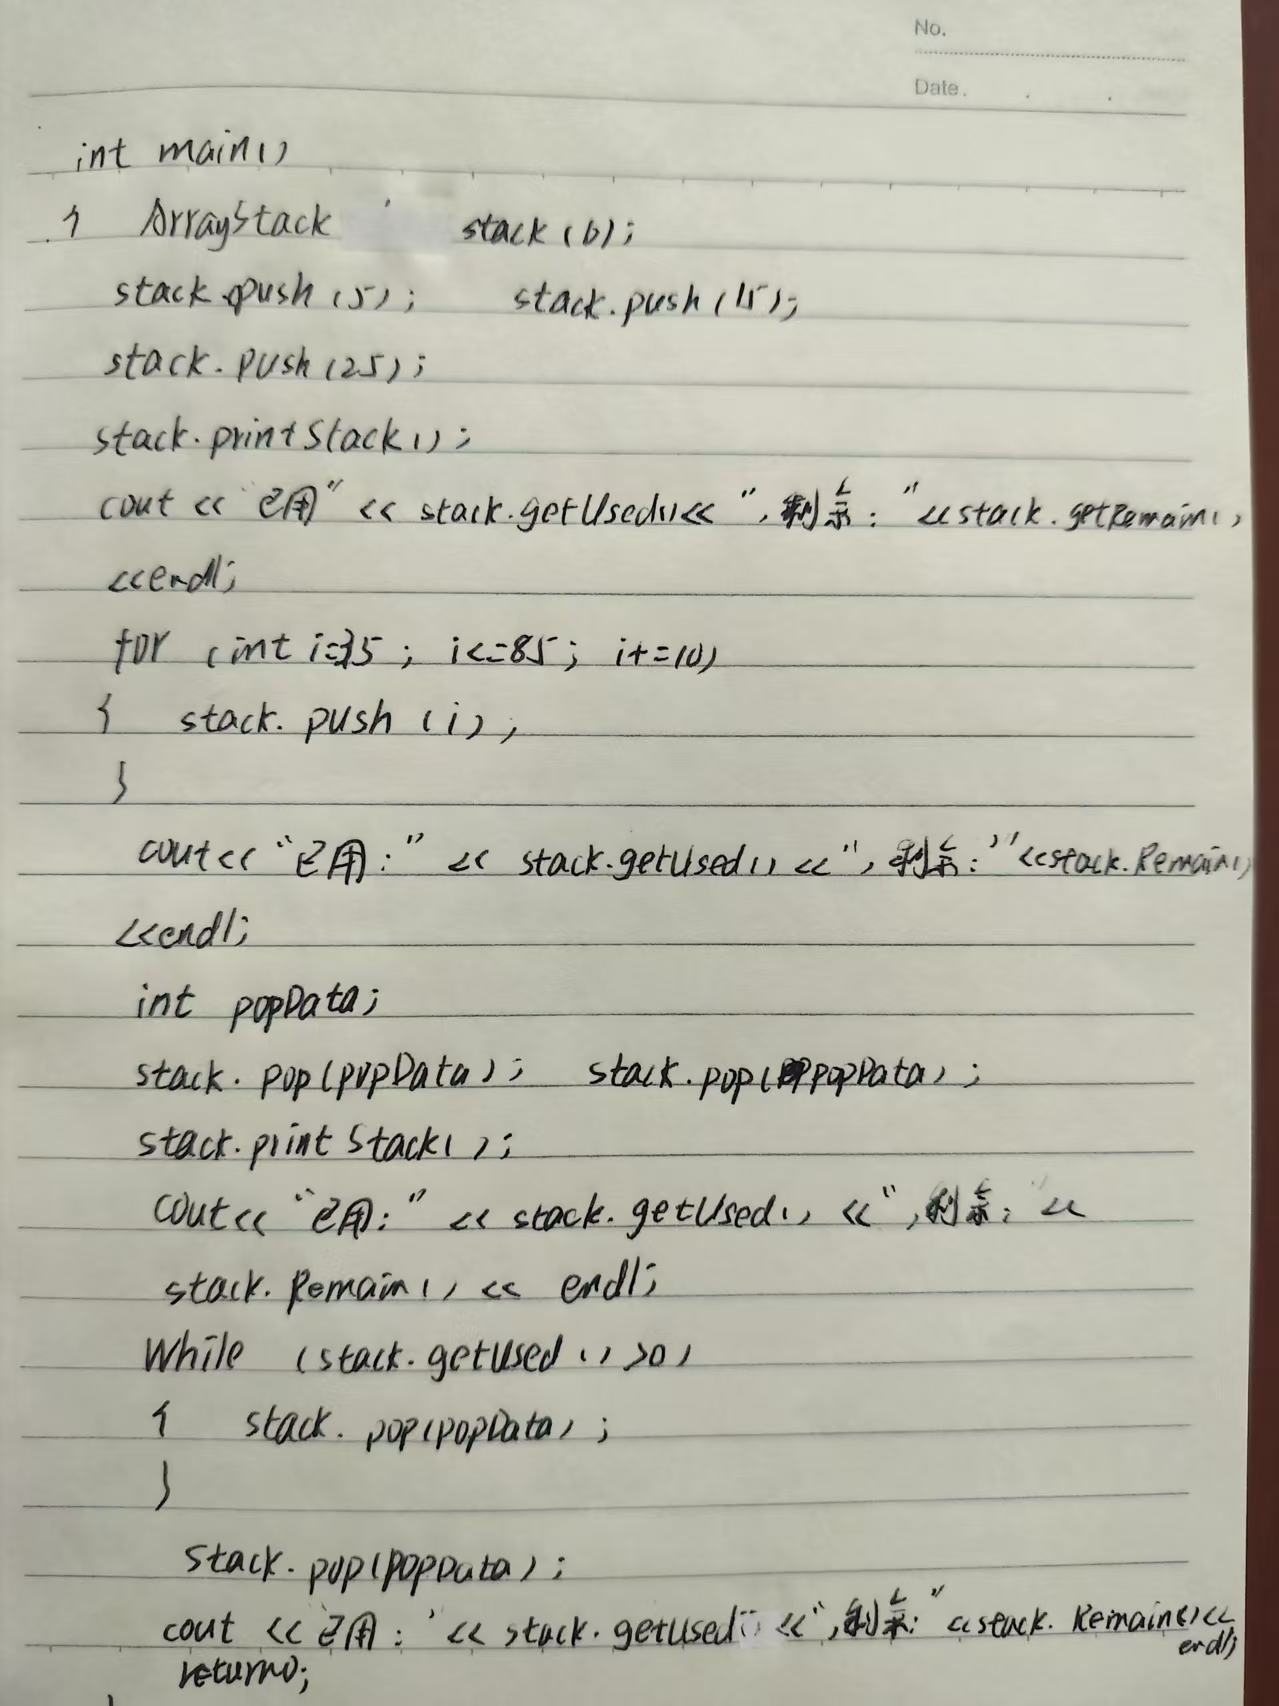 No.
Date.
int main()
{ ArrayStack stack(6);
stack.push(5); stack.push(15);
stack.push(25);
stack.printStack();
cout << "已用" << stack.getUsed()<< ",剩余:"<<stack.getRemain()
<<endl;
for (int i=35; i<=85; i+=10)
{ stack.push(i);
}
cout<< "已用:" << stack.getUsed() <<",剩余:"<<stack.Remain()
<<endl;
int popData;
stack.pop(popData); stack.pop(popData);
stack.printStack();
cout<< "已用:" << stack.getUsed() <<",剩余:"<<
stack.Remain() << endl;
While (stack.getUsed()>0)
{ stack.pop(popData);
}
stack.pop(popData);
cout << 已用:' << stack.getUsed() <<",剩余:"<<stack.Remain()<<
endl;
return0;
}